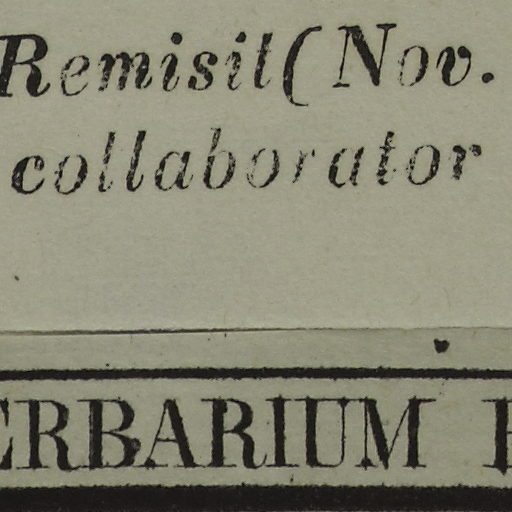 Remisit (Nov.
collaborator
ERBARIUM